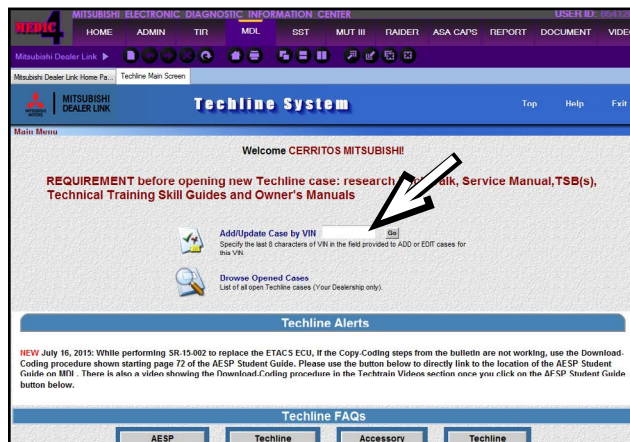 MITSUBISHI ELECTRONIC DIAGNOSTIC INFORMATION CENTER USER ID:
MEDIC4 HOME ADMIN TIR MDL SST MUT III RAIDER ASA CAPS REPORT DOCUMENT VIDE
Mitsubishi Dealer Link
Mitsubishi Dealer Link Home Pa... Techline Main Screen
MITSUBISHI MOTORS MITSUBISHI DEALER LINK Techline System Top Help Exit
Main Menu
Welcome CERRITOS MITSUBISHI!
REQUIREMENT before opening new Techline case: research Service Manual,TSB(s),
Technical Training Skill Guides and Owner's Manuals
Add/Update Case by VIN Go
Specify the last 8 characters of VIN in the field provided to ADD or EDIT cases for
this VIN.
Browse Opened Cases
List of all open Techline cases (Your Dealership only).
Techline Alerts
NEW July 16, 2015: While performing SR-15-002 to replace the ETACS ECU, If the Copy-Coding steps from the bulletin are not working, use the Download-
Coding procedure shown starting page 72 of the AESP Student Guide. Please use the button below to directly link to the location of the AESP Student
Guide on MDL. There is also a video showing the Download-Coding procedure in the Techtrain Videos section once you click on the AESP Student Guide
button below.
Techline FAQs
AESP Techline Accessory Techline